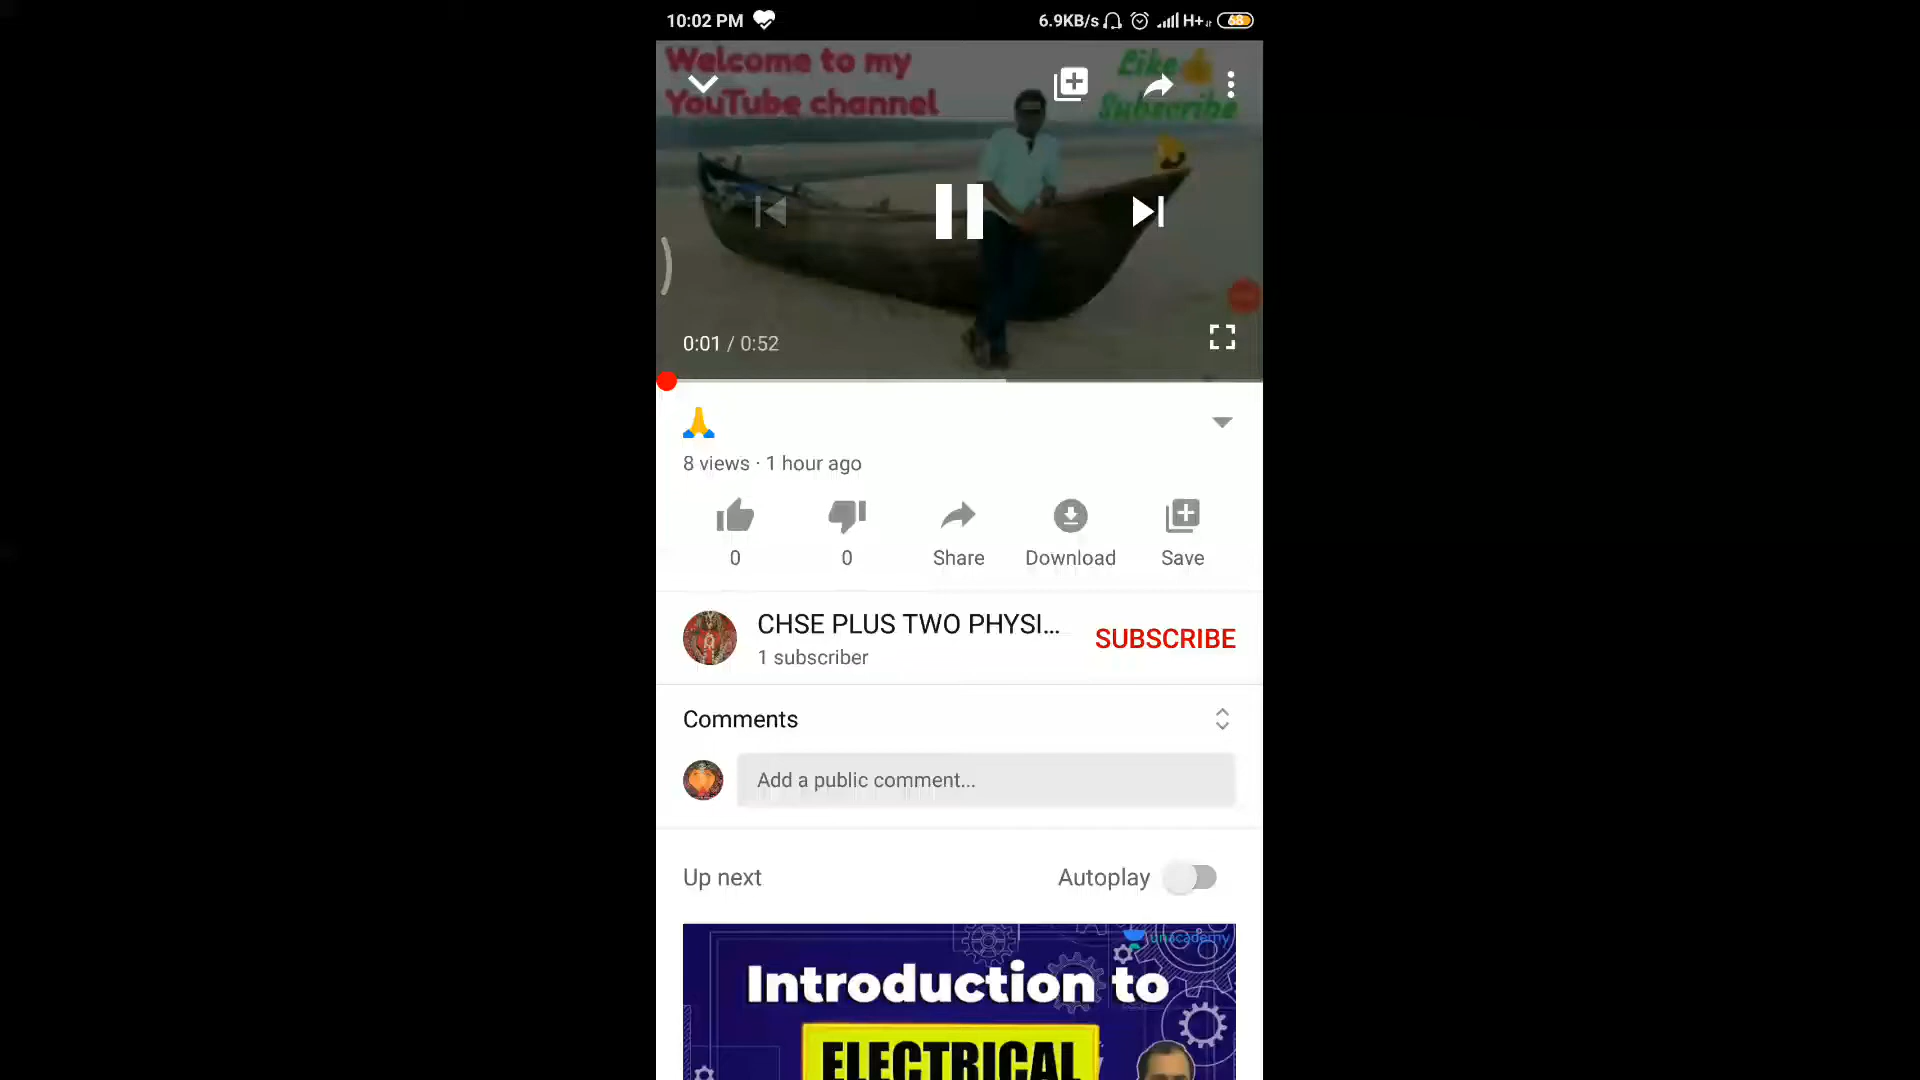 10:02 PM 6.9KB/s H+ 68
Welcome to my
YouTube channel
Like
Subscribe
0:01 / 0:52
8 views · 1 hour ago
0 0 Share Download Save
CHSE PLUS TWO PHYSI...
1 subscriber
SUBSCRIBE
Comments
Add a public comment...
Up next Autoplay
unacademy
Introduction to
ELECTRICAL